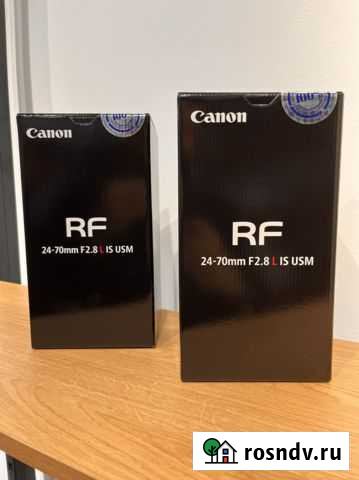 Canon
RF
24-70mm F2.8 L IS USM
Canon
RF
24-70mm F2.8 L IS USM
rosndv.ru